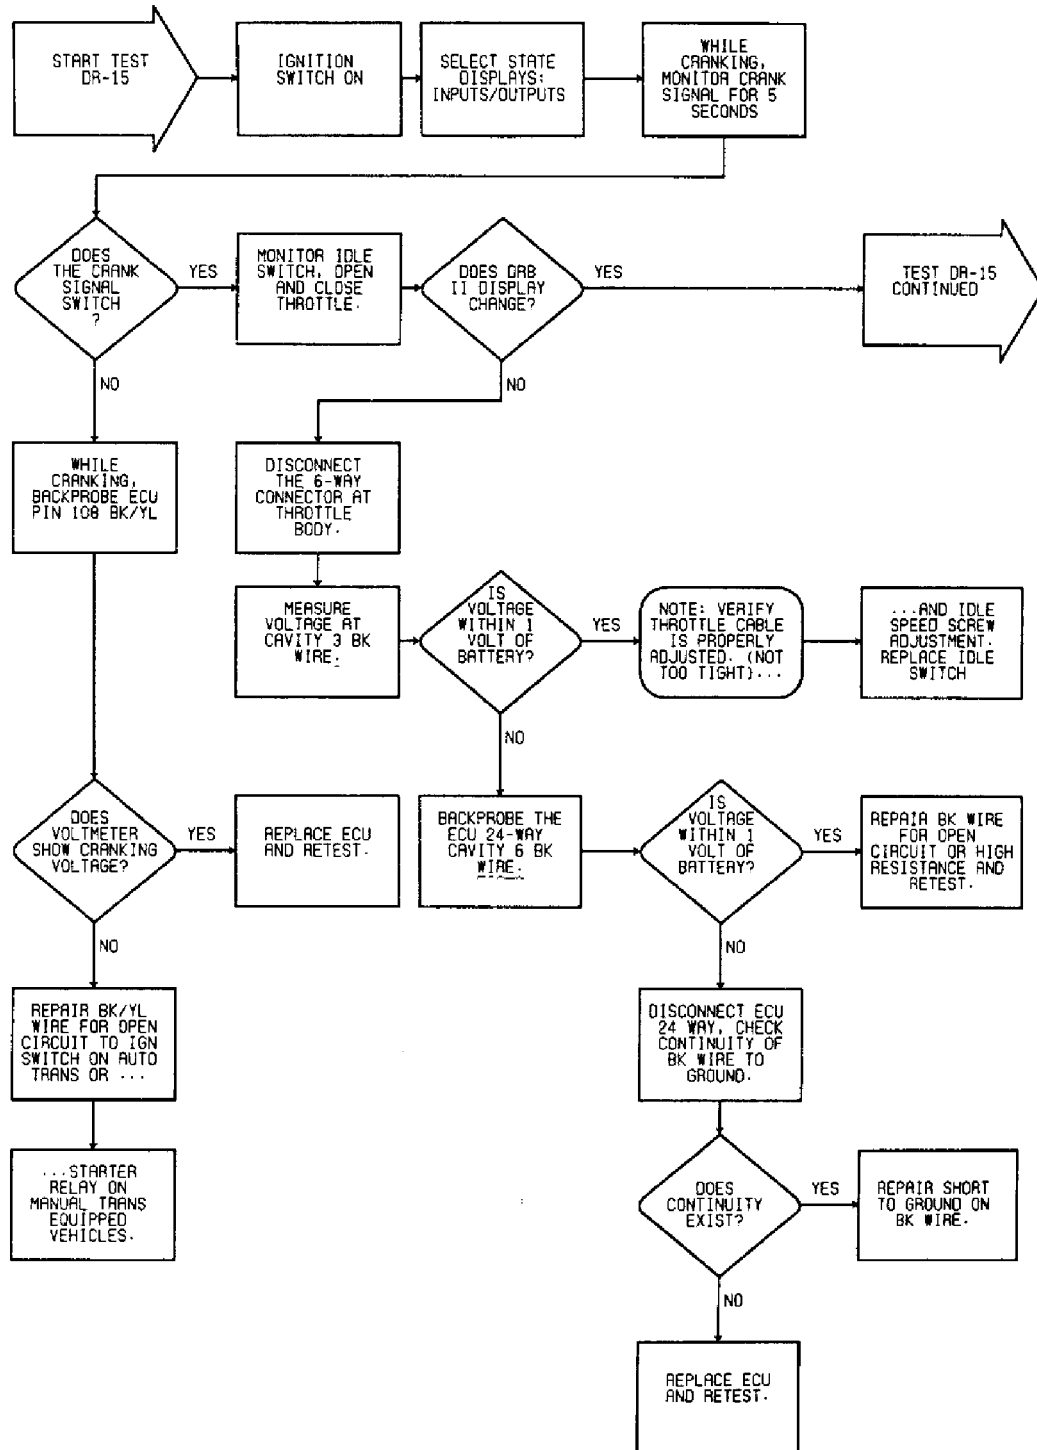 START TEST
DR-15
IGNITION
SWITCH ON
SELECT STATE
DISPLAYS:
INPUTS/OUTPUTS
WHILE
CRANKING,
MONITOR CRANK
SIGNAL FOR 5
SECONDS
DOES
THE CRANK
SIGNAL
SWITCH
?
YES
MONITOR IDLE
SWITCH, OPEN
AND CLOSE
THROTTLE.
DOES DRB
II DISPLAY
CHANGE?
YES
TEST DR-15
CONTINUED
NO
NO
WHILE
CRANKING,
BACKPROBE ECU
PIN 108 BK/YL
DISCONNECT
THE 6-WAY
CONNECTOR AT
THROTTLE
BODY.
MEASURE
VOLTAGE AT
CAVITY 3 BK
WIRE.
IS
VOLTAGE
WITHIN 1
VOLT OF
BATTERY?
YES
NOTE: VERIFY
THROTTLE CABLE
IS PROPERLY
ADJUSTED. (NOT
TOO TIGHT)...
...AND IDLE
SPEED SCREW
ADJUSTMENT.
REPLACE IDLE
SWITCH
NO
DOES
VOLTMETER
SHOW CRANKING
VOLTAGE?
YES
REPLACE ECU
AND RETEST.
BACKPROBE THE
ECU 24-WAY
CAVITY 6 BK
WIRE.
IS
VOLTAGE
WITHIN 1
VOLT OF
BATTERY?
YES
REPAIR BK WIRE
FOR OPEN
CIRCUIT OR HIGH
RESISTANCE AND
RETEST.
NO
NO
REPAIR BK/YL
WIRE FOR OPEN
CIRCUIT TO IGN
SWITCH ON AUTO
TRANS OR ...
DISCONNECT ECU
24 WAY, CHECK
CONTINUITY OF
BK WIRE TO
GROUND.
...STARTER
RELAY ON
MANUAL TRANS
EQUIPPED
VEHICLES.
DOES
CONTINUITY
EXIST?
YES
REPAIR SHORT
TO GROUND ON
BK WIRE.
NO
REPLACE ECU
AND RETEST.